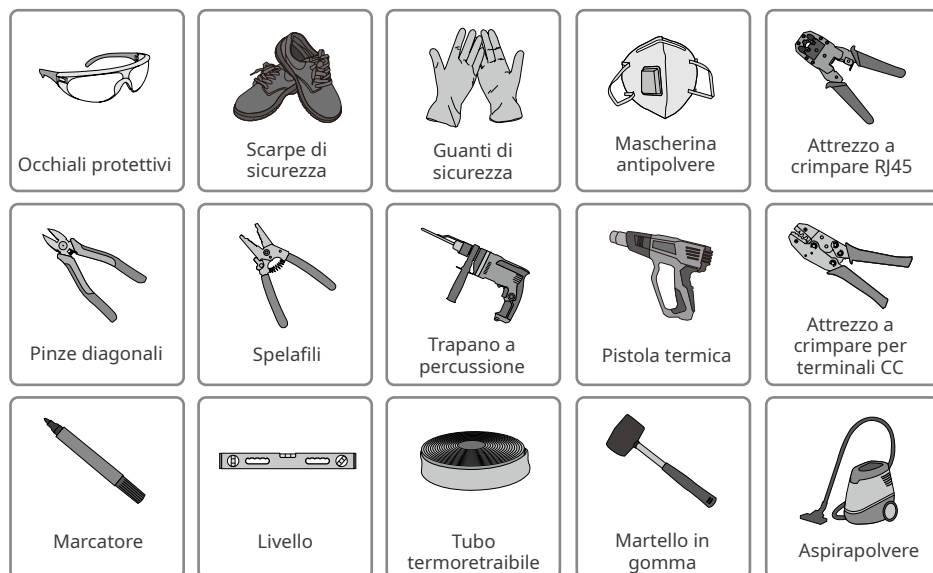 Occhiali protettivi
Scarpe di
sicurezza
Guanti di
sicurezza
Mascherina
antipolvere
Attrezzo a
crimpare RJ45
Pinze diagonali
Spelafili
Trapano a
percussione
Pistola termica
Attrezzo a
crimpare per
terminali CC
Marcatore
Livello
Tubo
termoretraibile
Martello in
gomma
Aspirapolvere